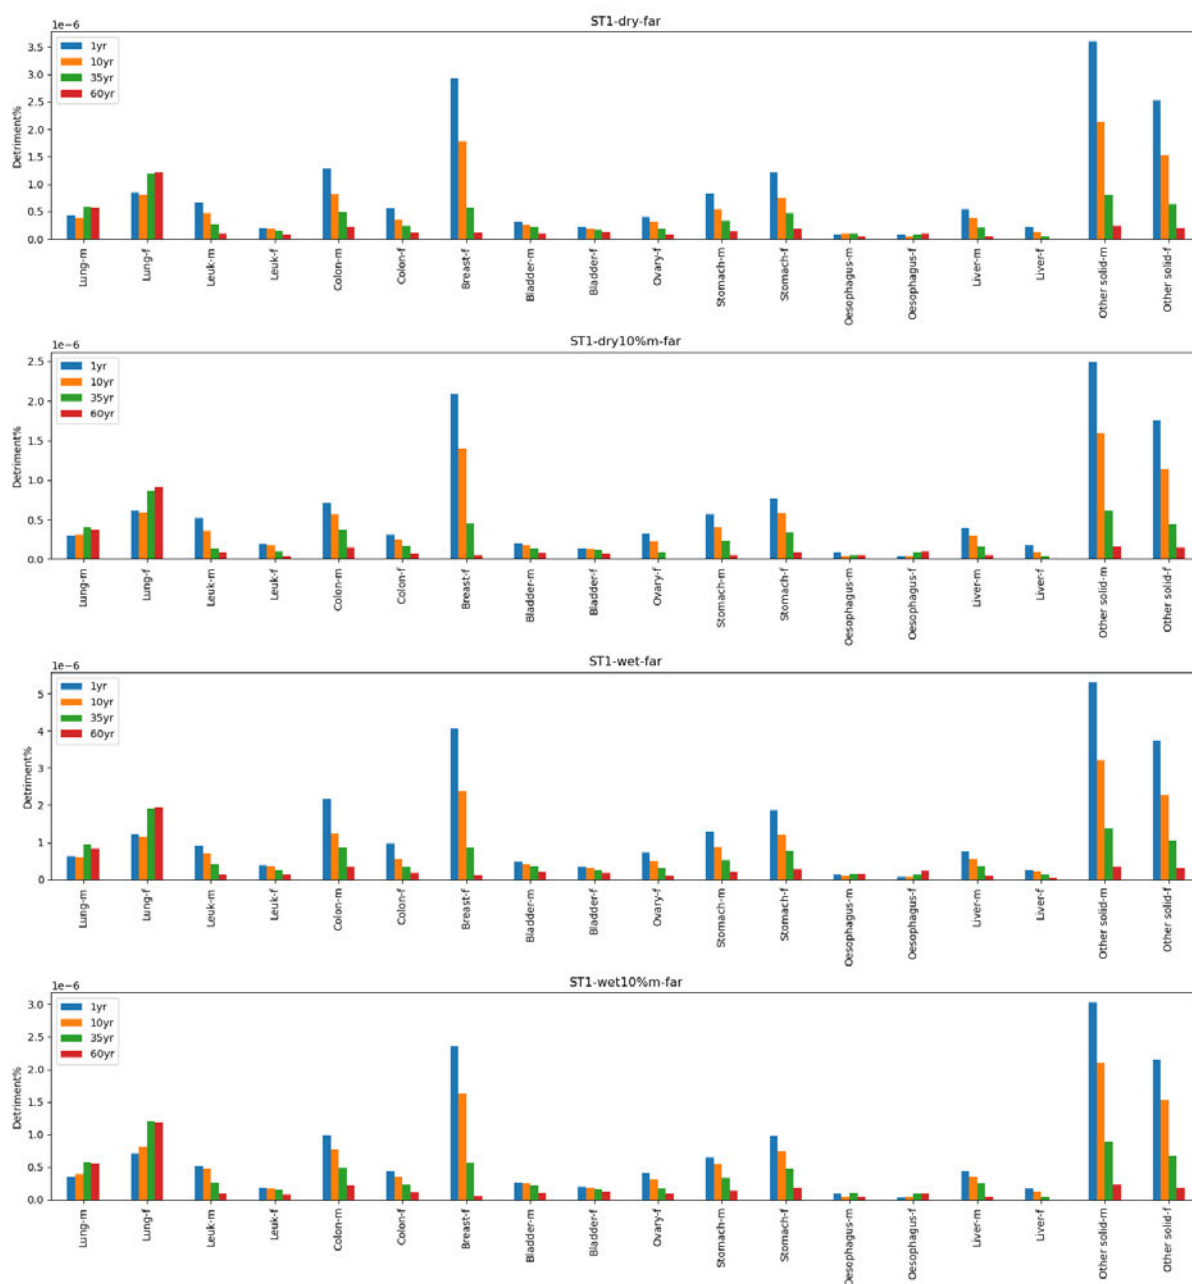 ST1-dry-far
1e−6
Detriment%
3.5
3.0
2.5
2.0
1.5
1.0
0.5
0.0
1yr
10yr
35yr
60yr
Lung-m
Lung-f
Leuk-m
Leuk-f
Colon-m
Colon-f
Breast-f
Bladder-m
Bladder-f
Ovary-f
Stomach-m
Stomach-f
Oesophagus-m
Oesophagus-f
Liver-m
Liver-f
Other solid-m
Other solid-f
ST1-dry10%m-far
1e−6
Detriment%
2.5
2.0
1.5
1.0
0.5
0.0
1yr
10yr
35yr
60yr
Lung-m
Lung-f
Leuk-m
Leuk-f
Colon-m
Colon-f
Breast-f
Bladder-m
Bladder-f
Ovary-f
Stomach-m
Stomach-f
Oesophagus-m
Oesophagus-f
Liver-m
Liver-f
Other solid-m
Other solid-f
ST1-wet-far
1e−6
Detriment%
5
4
3
2
1
0
1yr
10yr
35yr
60yr
Lung-m
Lung-f
Leuk-m
Leuk-f
Colon-m
Colon-f
Breast-f
Bladder-m
Bladder-f
Ovary-f
Stomach-m
Stomach-f
Oesophagus-m
Oesophagus-f
Liver-m
Liver-f
Other solid-m
Other solid-f
ST1-wet10%m-far
1e−6
Detriment%
3.0
2.5
2.0
1.5
1.0
0.5
0.0
1yr
10yr
35yr
60yr
Lung-m
Lung-f
Leuk-m
Leuk-f
Colon-m
Colon-f
Breast-f
Bladder-m
Bladder-f
Ovary-f
Stomach-m
Stomach-f
Oesophagus-m
Oesophagus-f
Liver-m
Liver-f
Other solid-m
Other solid-f